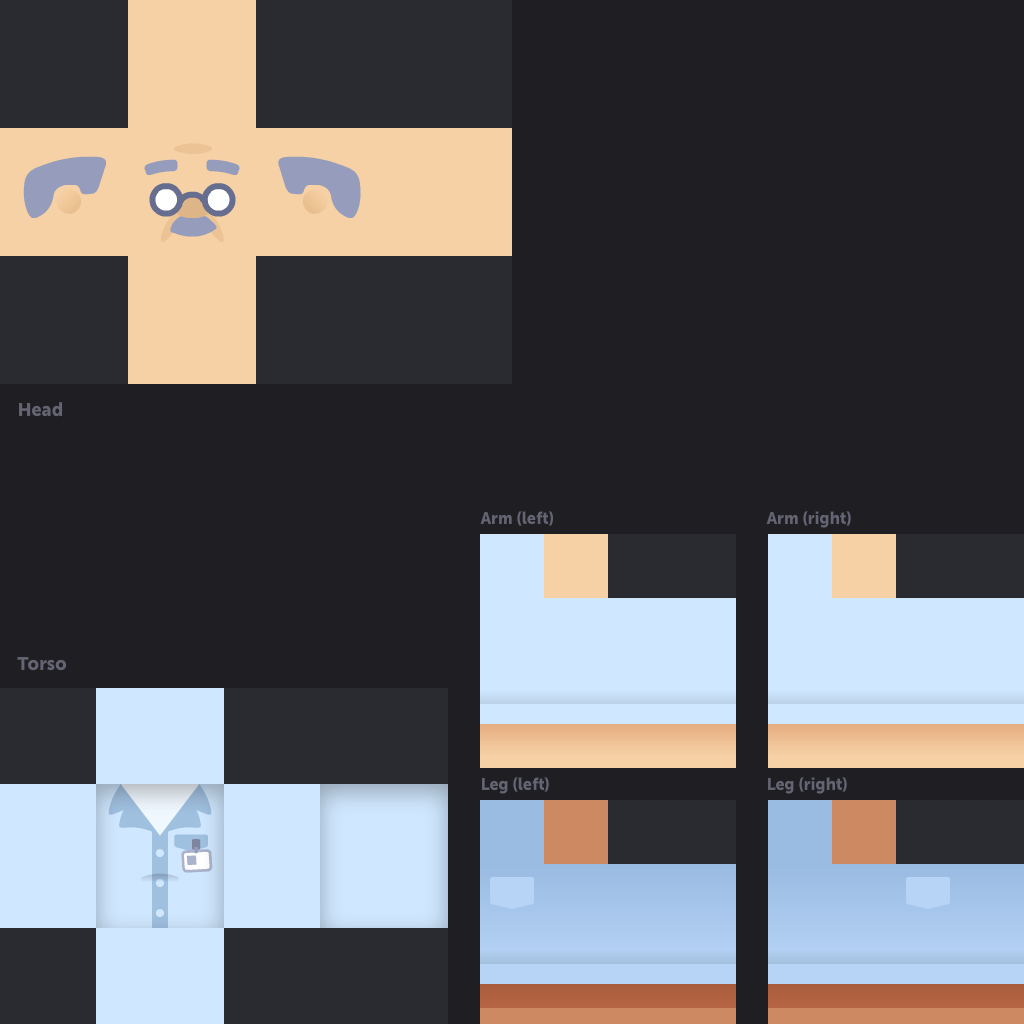 Head
Arm (left)
Arm (right)
Torso
Leg (left)
Leg (right)